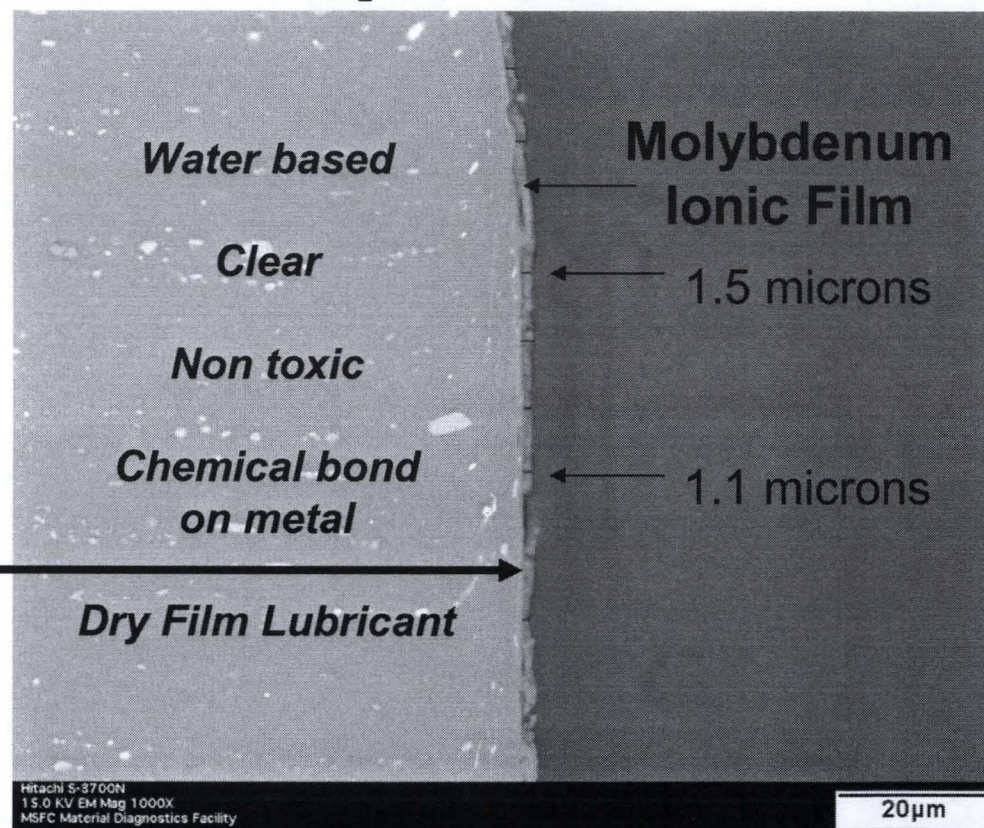 Water based
Clear
Non toxic
Chemical bond
on metal
Dry Film Lubricant
Molybdenum
Ionic Film
1.5 microns
1.1 microns
Hitachi S-3700N
15.0 KV EM Mag 1000X
MSFC Material Diagnostics Facility
20µm